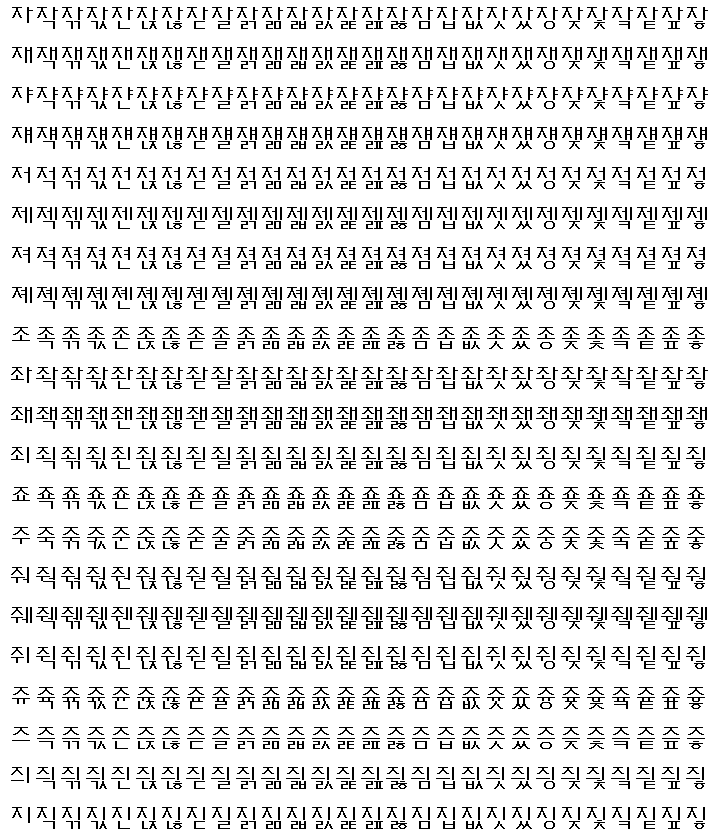 자 작 잓 잔 잕 잖 잗 잘 잙 잚 잛 잜 잝 잞 잟 잠 잡 잢 잣 잤 장 잦 잧 잨 잩 잪 잫
재 잭 잮 잯 잰 잱 잲 잳 잴 잵 잶 잷 잸 잹 잺 잻 잼 잽 잾 잿 쟀 쟁 쟂 쟃 쟄 쟅 쟆 쟇
쟈 쟉 쟊 쟋 쟌 쟍 쟎 쟏 쟐 쟑 쟒 쟓 쟔 쟕 쟖 쟗 쟘 쟙 쟚 쟛 쟜 쟝 쟞 쟟 쟠 쟡 쟢 쟣
쟤 쟥 쟦 쟧 쟨 쟩 쟪 쟫 쟬 쟭 쟮 쟯 쟰 쟱 쟲 쟳 쟴 쟵 쟶 쟷 쟸 쟹 쟺 쟻 쟼 쟽 쟾 쟿
저 적 젂 젃 전 젅 젆 젇 절 젉 젊 젋 젌 젍 젎 젏 점 접 젒 젓 젔 정 젖 젗 젘 젙 젚 젛
제 젝 젞 젟 젠 젡 젢 젣 젤 젥 젦 젧 젨 젩 젪 젫 젬 젭 젮 젯 젰 젱 젲 젳 젴 젵 젶 젷
져 젹 젺 젻 젼 젽 젾 젿 졀 졁 졂 졃 졄 졅 졆 졇 졈 졉 졊 졋 졌 졍 졎 졏 졐 졑 졒 졓
졔 졕 졖 졗 졘 졙 졚 졛 졜 졝 졞 졟 졠 졡 졢 졣 졤 졥 졦 졧 졨 졩 졪 졫 졬 졭 졮 졯
조 족 졲 졳 존 졵 졶 졷 졸 졹 졺 졻 졼 졽 졾 졿 좀 좁 좂 좃 좄 종 좆 좇 좈 좉 좊 좋
좌 좍 좎 좏 좐 좑 좒 좓 좔 좕 좖 좗 좘 좙 좚 좛 좜 좝 좞 좟 좠 좡 좢 좣 좤 좥 좦 좧
좨 좩 좪 좫 좬 좭 좮 좯 좰 좱 좲 좳 좴 좵 좶 좷 좸 좹 좺 좻 좼 좽 좾 좿 죀 죁 죂 죃
죄 죅 죆 죇 죈 죉 죊 죋 죌 죍 죎 죏 죐 죑 죒 죓 죔 죕 죖 죗 죘 죙 죚 죛 죜 죝 죞 죟
죠 죡 죢 죣 죤 죥 죦 죧 죨 죩 죪 죫 죬 죭 죮 죯 죰 죱 죲 죳 죴 죵 죶 죷 죸 죹 죺 죻
주 죽 죾 죿 준 줁 줂 줃 줄 줅 줆 줇 줈 줉 줊 줋 줌 줍 줎 줏 줐 중 줒 줓 줔 줕 줖 줗
줘 줙 줚 줛 줜 줝 줞 줟 줠 줡 줢 줣 줤 줥 줦 줧 줨 줩 줪 줫 줬 줭 줮 줯 줰 줱 줲 줳
줴 줵 줶 줷 줸 줹 줺 줻 줼 줽 줾 줿 쥀 쥁 쥂 쥃 쥄 쥅 쥆 쥇 쥈 쥉 쥊 쥋 쥌 쥍 쥎 쥏
쥐 쥑 쥒 쥓 쥔 쥕 쥖 쥗 쥘 쥙 쥚 쥛 쥜 쥝 쥞 쥟 쥠 쥡 쥢 쥣 쥤 쥥 쥦 쥧 쥨 쥩 쥪 쥫
쥬 쥭 쥮 쥯 쥰 쥱 쥲 쥳 쥴 쥵 쥶 쥷 쥸 쥹 쥺 쥻 쥼 쥽 쥾 쥿 즀 즁 즂 즃 즄 즅 즆 즇
즈 즉 즊 즋 즌 즍 즎 즏 즐 즑 즒 즓 즔 즕 즖 즗 즘 즙 즚 즛 즜 증 즞 즟 즠 즡 즢 즣
즤 즥 즦 즧 즨 즩 즪 즫 즬 즭 즮 즯 즰 즱 즲 즳 즴 즵 즶 즷 즸 즹 즺 즻 즼 즽 즾 즿
지 직 짂 짃 진 짅 짆 짇 질 짉 짊 짋 짌 짍 짎 짏 짐 집 짒 짓 짔 징 짖 짗 짘 짙 짚 짛